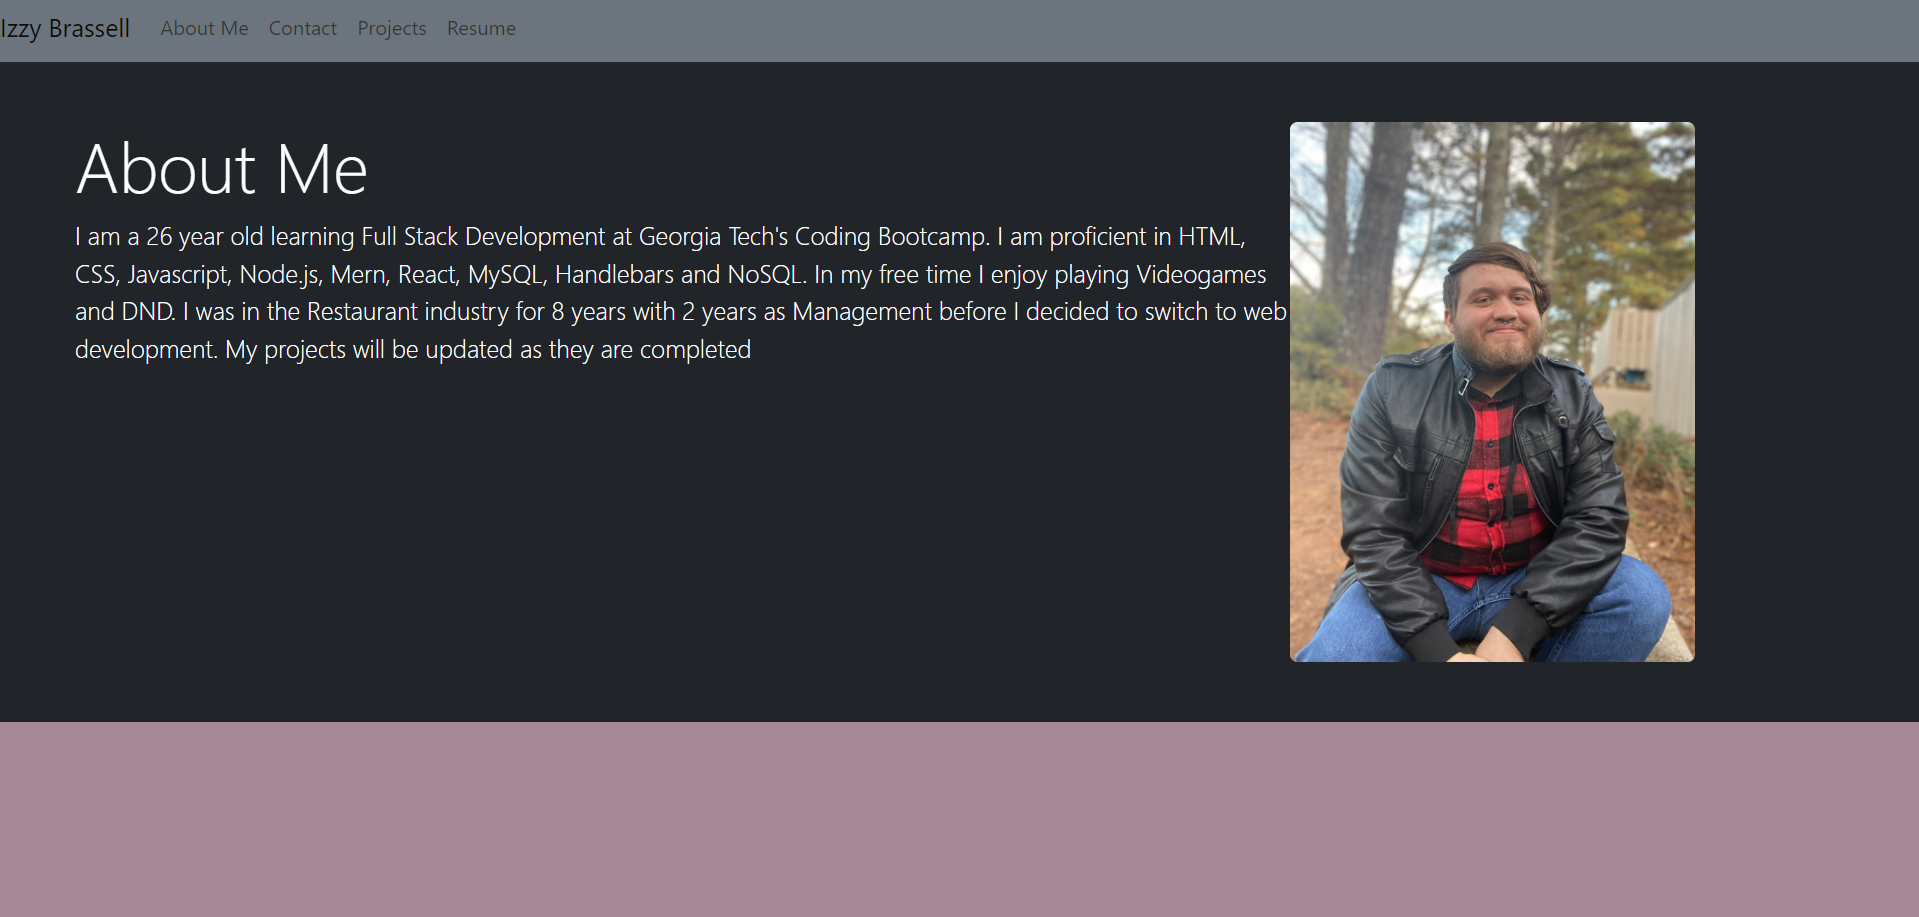 Izzy Brassell About Me Contact Projects Resume
About Me
I am a 26 year old learning Full Stack Development at Georgia Tech's Coding Bootcamp. I am proficient in HTML,
CSS, Javascript, Node.js, Mern, React, MySQL, Handlebars and NoSQL. In my free time I enjoy playing Videogames
and DND. I was in the Restaurant industry for 8 years with 2 years as Management before I decided to switch to web
development. My projects will be updated as they are completed